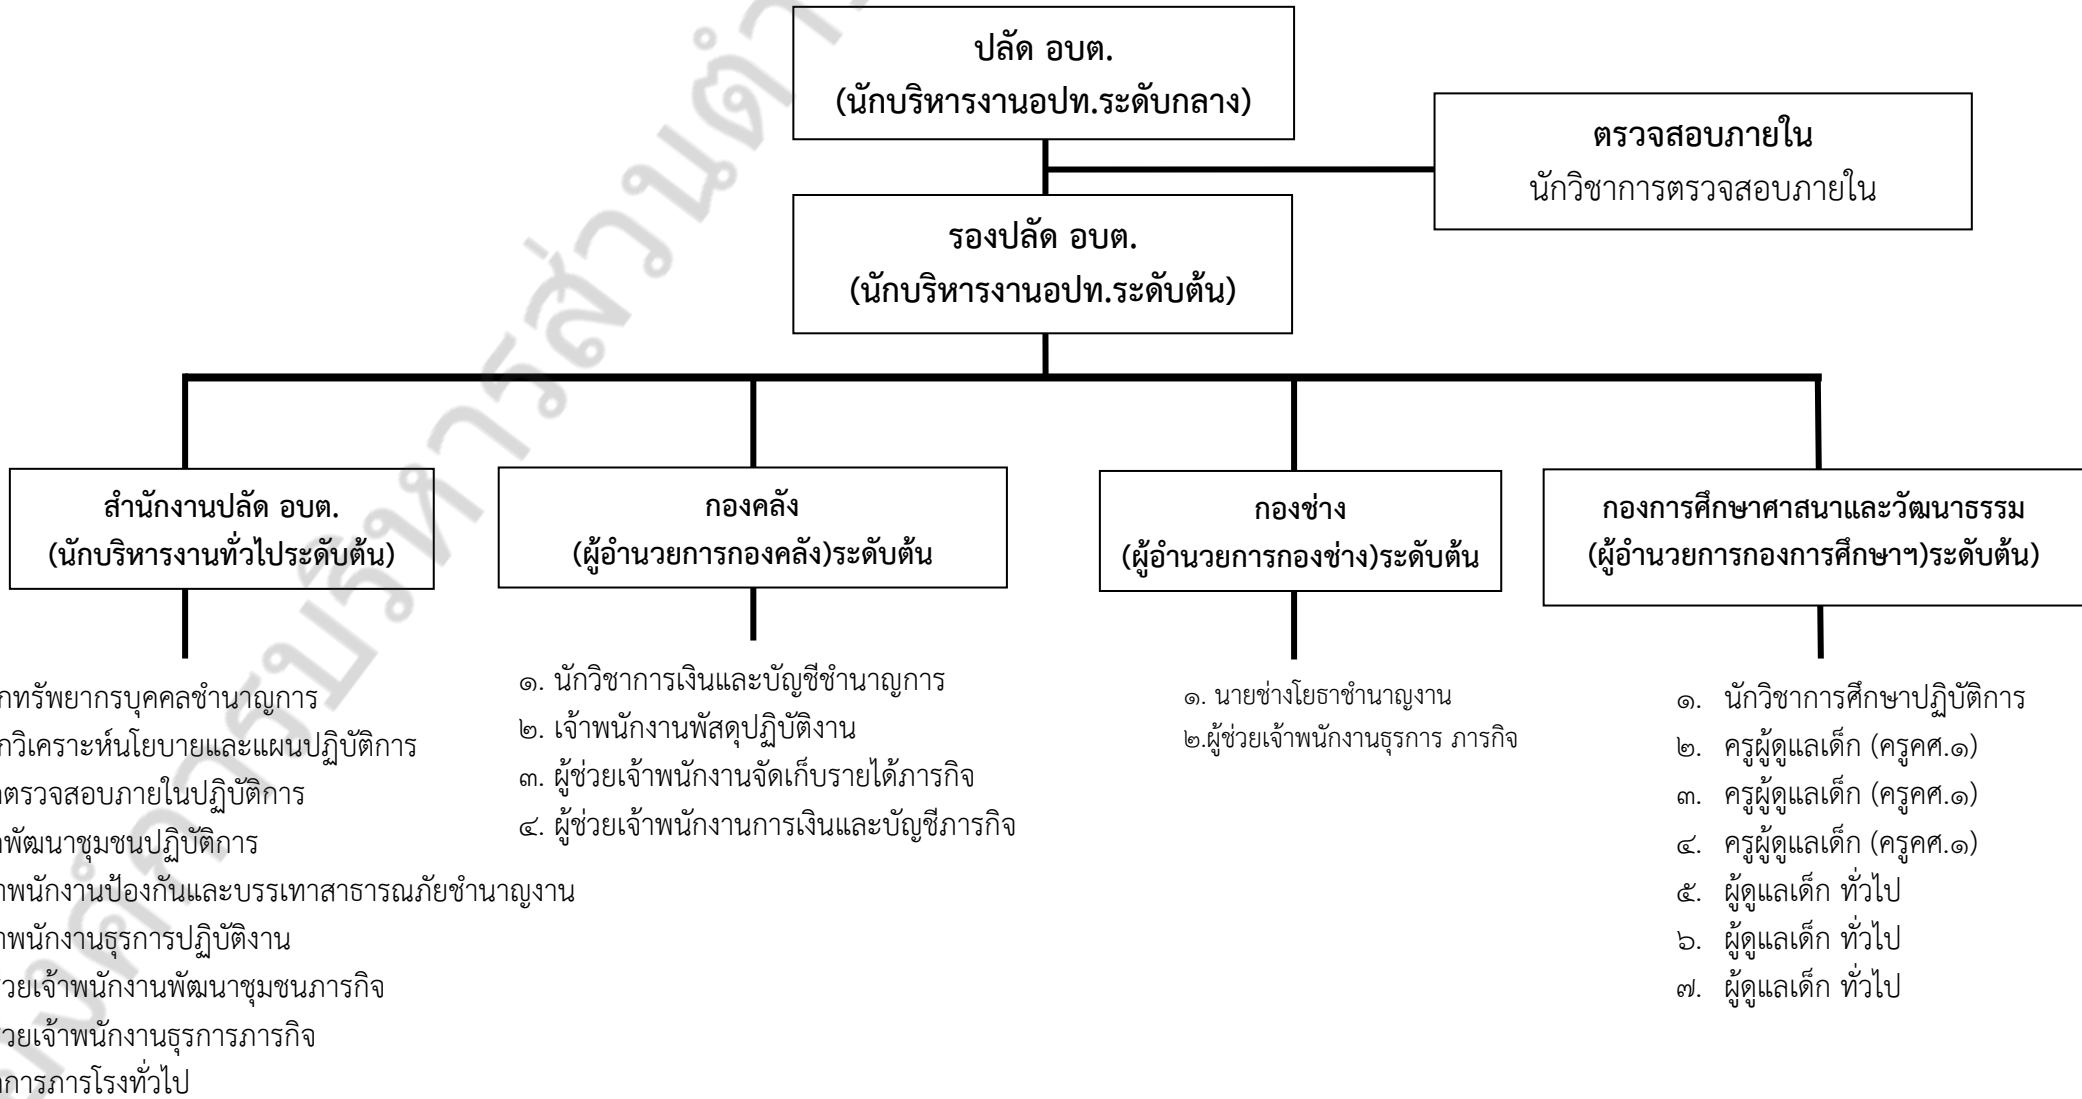 ปลัด อบต.
(นักบริหารงานอปท.ระดับกลาง)
ตรวจสอบภายใน
นักวิชาการตรวจสอบภายใน
รองปลัด อบต.
(นักบริหารงานอปท.ระดับต้น)
สำนักงานปลัด อบต.
(นักบริหารงานทั่วไประดับต้น)
กองคลัง
(ผู้อำนวยการกองคลัง)ระดับต้น
กองช่าง
(ผู้อำนวยการกองช่าง)ระดับต้น
กองการศึกษาศาสนาและวัฒนาธรรม
(ผู้อำนวยการกองการศึกษาฯ)ระดับต้น)
กทรัพยากรบุคคลชำนาญการ
กวิเคราะห์นโยบายและแผนปฏิบัติการ
ตรวจสอบภายในปฏิบัติการ
พัฒนาชุมชนปฏิบัติการ
าพนักงานป้องกันและบรรเทาสาธารณภัยชำนาญงาน
าพนักงานธุรการปฏิบัติงาน
วยเจ้าพนักงานพัฒนาชุมชนภารกิจ
วยเจ้าพนักงานธุรการภารกิจ
การภารโรงทั่วไป
๑. นักวิชาการเงินและบัญชีชำนาญการ
๒. เจ้าพนักงานพัสดุปฏิบัติงาน
๓. ผู้ช่วยเจ้าพนักงานจัดเก็บรายได้ภารกิจ
๔. ผู้ช่วยเจ้าพนักงานการเงินและบัญชีภารกิจ
๑. นายช่างโยธาชำนาญงาน
๒.ผู้ช่วยเจ้าพนักงานธุรการ ภารกิจ
๑. นักวิชาการศึกษาปฏิบัติการ
๒. ครูผู้ดูแลเด็ก (ครูคศ.๑)
๓. ครูผู้ดูแลเด็ก (ครูคศ.๑)
๔. ครูผู้ดูแลเด็ก (ครูคศ.๑)
๕. ผู้ดูแลเด็ก ทั่วไป
๖. ผู้ดูแลเด็ก ทั่วไป
๗. ผู้ดูแลเด็ก ทั่วไป
งค์การบริหารส่วนตำ